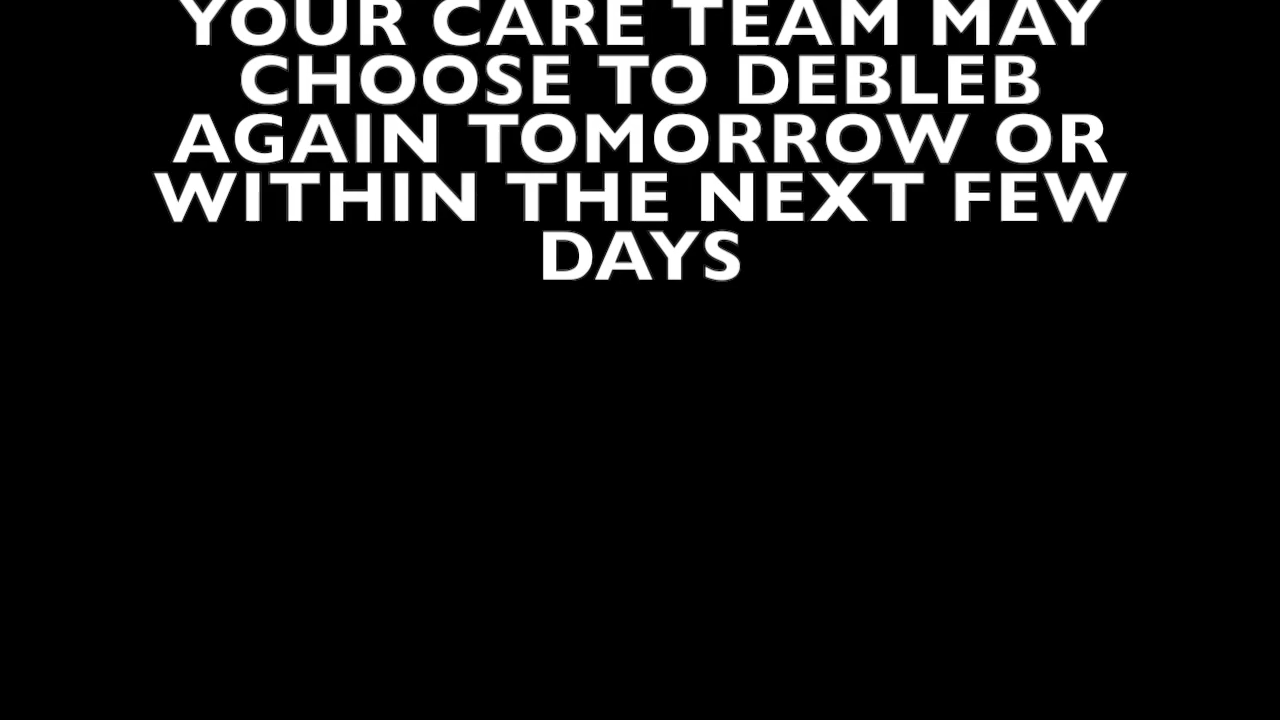 YOUR CARE TEAM MAY
CHOOSE TO DEBLEB
AGAIN TOMORROW OR
WITHIN THE NEXT FEW
DAYS